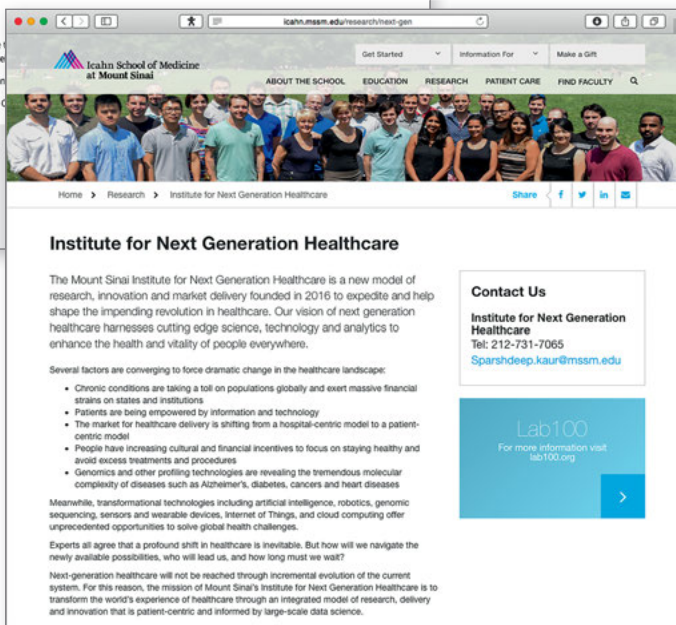 icahn.mssm.edu/research/next-gen
Icahn School of Medicine
at Mount Sinai
Get Started
Information For
Make a Gift
ABOUT THE SCHOOL EDUCATION RESEARCH PATIENT CARE FIND FACULTY
Home > Research > Institute for Next Generation Healthcare
Share
Institute for Next Generation Healthcare
The Mount Sinai Institute for Next Generation Healthcare is a new model of
research, innovation and market delivery founded in 2016 to expedite and help
shape the impending revolution in healthcare. Our vision of next generation
healthcare harnesses cutting edge science, technology and analytics to
enhance the health and vitality of people everywhere.
Several factors are converging to force dramatic change in the healthcare landscape:
• Chronic conditions are taking a toll on populations globally and exert massive financial
strains on states and institutions
• Patients are being empowered by information and technology
• The market for healthcare delivery is shifting from a hospital-centric model to a patient-
centric model
• People have increasing cultural and financial incentives to focus on staying healthy and
avoid excess treatments and procedures
• Genomics and other profiling technologies are revealing the tremendous molecular
complexity of diseases such as Alzheimer's, diabetes, cancers and heart diseases
Meanwhile, transformational technologies including artificial intelligence, robotics, genomic
sequencing, sensors and wearable devices, Internet of Things, and cloud computing offer
unprecedented opportunities to solve global health challenges.
Experts all agree that a profound shift in healthcare is inevitable. But how will we navigate the
newly available possibilities, who will lead us, and how long must we wait?
Next-generation healthcare will not be reached through incremental evolution of the current
system. For this reason, the mission of Mount Sinai's Institute for Next Generation Healthcare is to
transform the world's experience of healthcare through an integrated model of research, delivery
and innovation that is patient-centric and informed by large-scale data science.
Contact Us
Institute for Next Generation
Healthcare
Tel: 212-731-7065
Sparshdeep.kaur@mssm.edu
Lab100
For more information visit
lab100.org